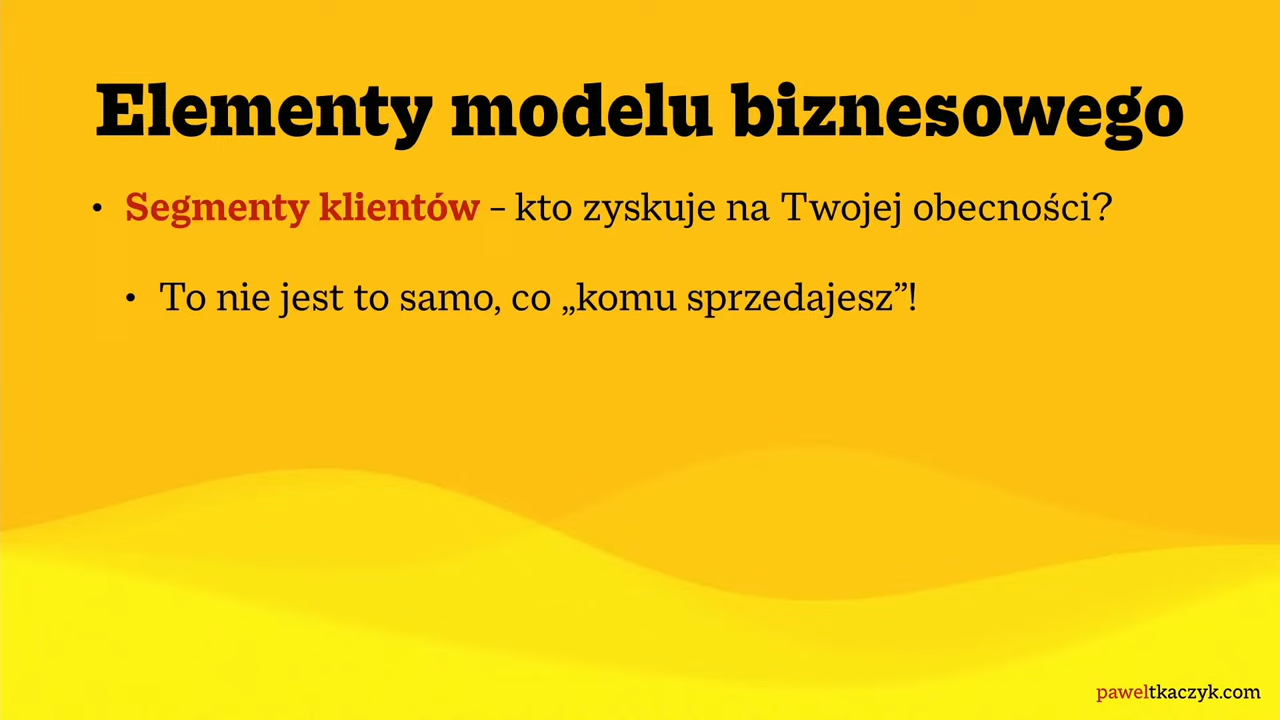 Elementy modelu biznesowego
• Segmenty klientów – kto zyskuje na Twojej obecności?
• To nie jest to samo, co „komu sprzedajesz”!
paweltkaczyk.com